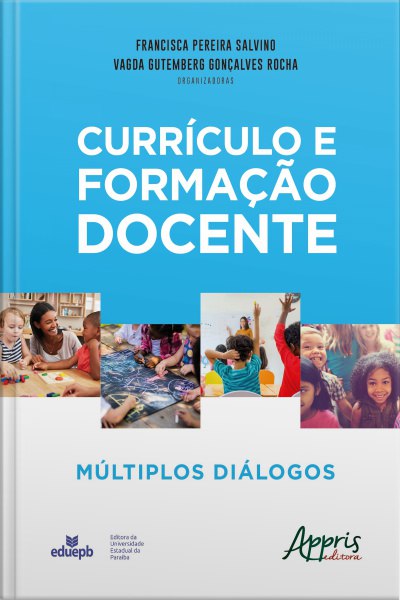 FRANCISCA PEREIRA SALVINO
VAGDA GUTEMBERG GONÇALVES ROCHA
ORGANIZADORAS
CURRÍCULO E
FORMAÇÃO
DOCENTE
MÚLTIPLOS DIÁLOGOS
eduepb
Editora da
Universidade
Estadual da
Paraíba
Appris
editora